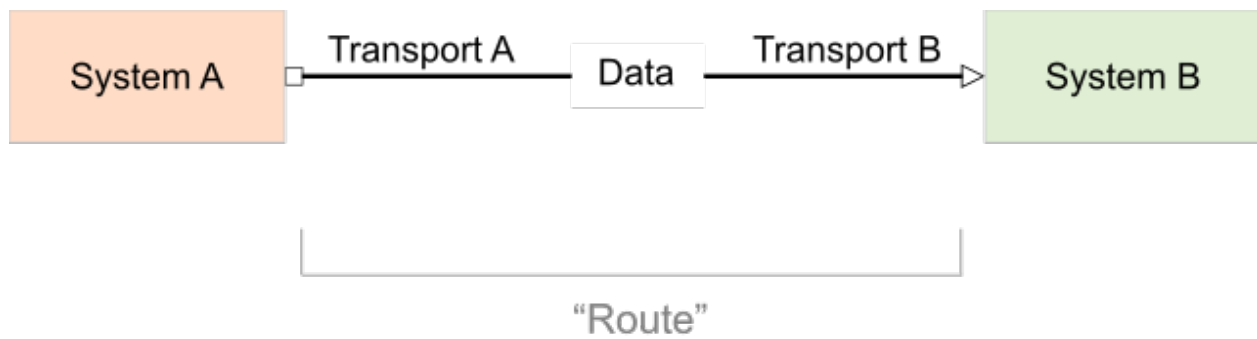 System A
Transport A
Data
Transport B
System B
“Route”